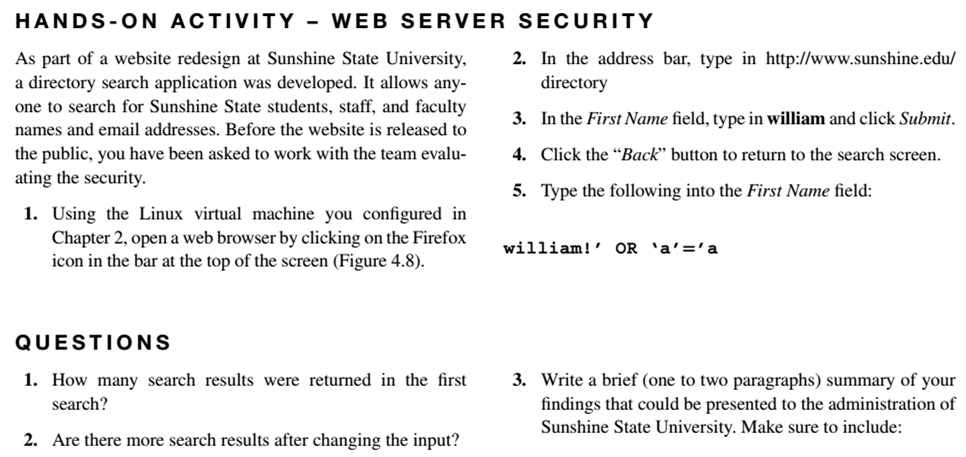 HANDS-ON ACTIVITY – WEB SERVER SECURITY
As part of a website redesign at Sunshine State University,
a directory search application was developed. It allows any-
one to search for Sunshine State students, staff, and faculty
names and email addresses. Before the website is released to
the public, you have been asked to work with the team evalu-
ating the security.
1. Using the Linux virtual machine you configured in
Chapter 2, open a web browser by clicking on the Firefox
icon in the bar at the top of the screen (Figure 4.8).
2. In the address bar, type in http://www.sunshine.edu/
directory
3. In the First Name field, type in william and click Submit.
4. Click the “Back” button to return to the search screen.
5. Type the following into the First Name field:
william!’ OR ‘a’=’a
QUESTIONS
1. How many search results were returned in the first
search?
2. Are there more search results after changing the input?
3. Write a brief (one to two paragraphs) summary of your
findings that could be presented to the administration of
Sunshine State University. Make sure to include: